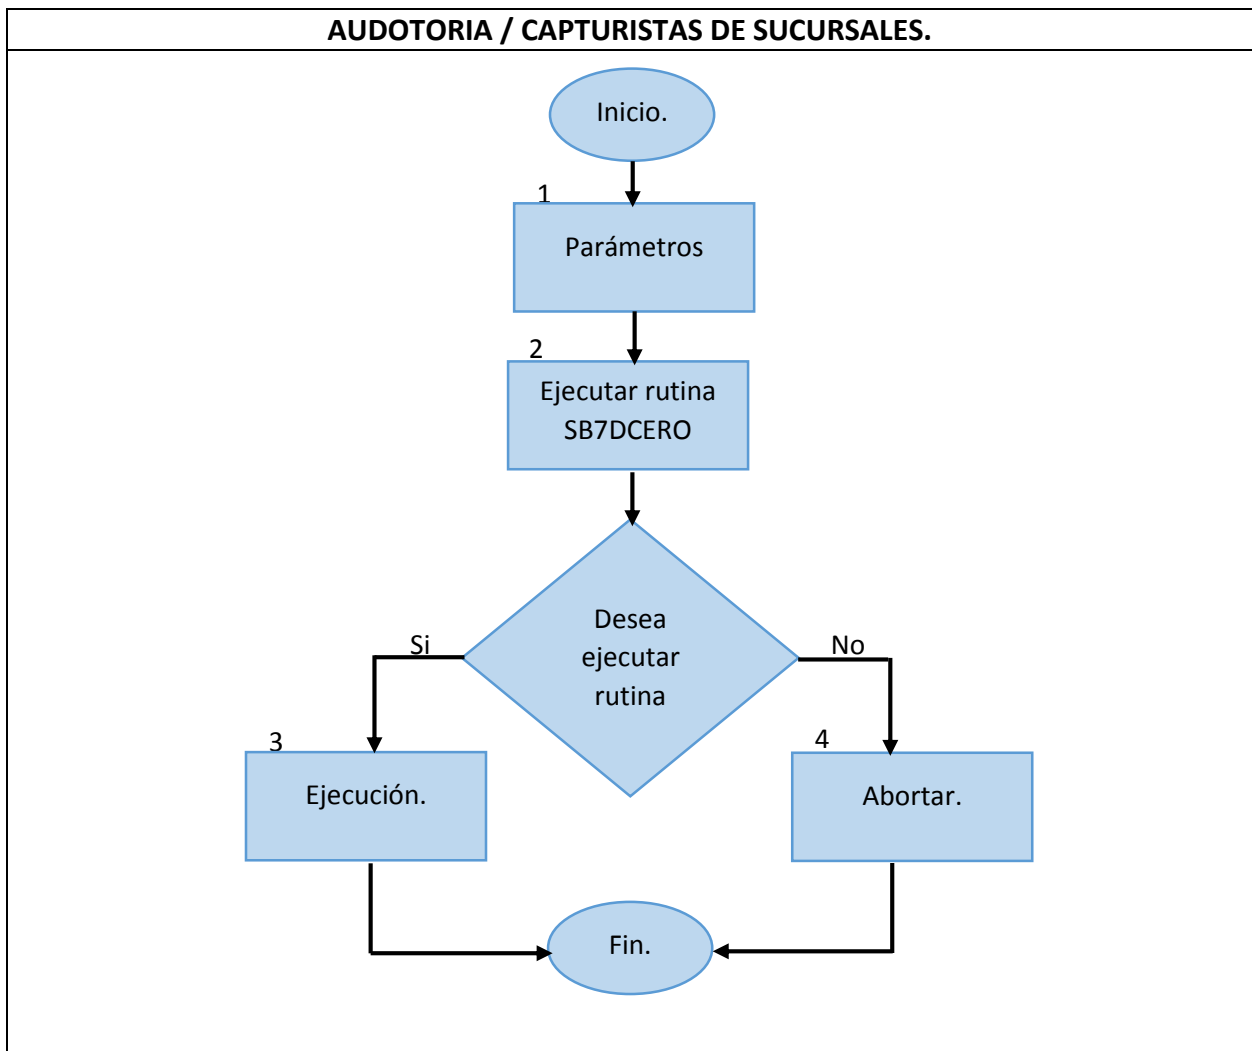 AUDOTORIA / CAPTURISTAS DE SUCURSALES.
Inicio.
1
Parámetros
2
Ejecutar rutina
SB7DCERO
Desea
ejecutar
rutina
Si
No
3
Ejecución.
4
Abortar.
Fin.